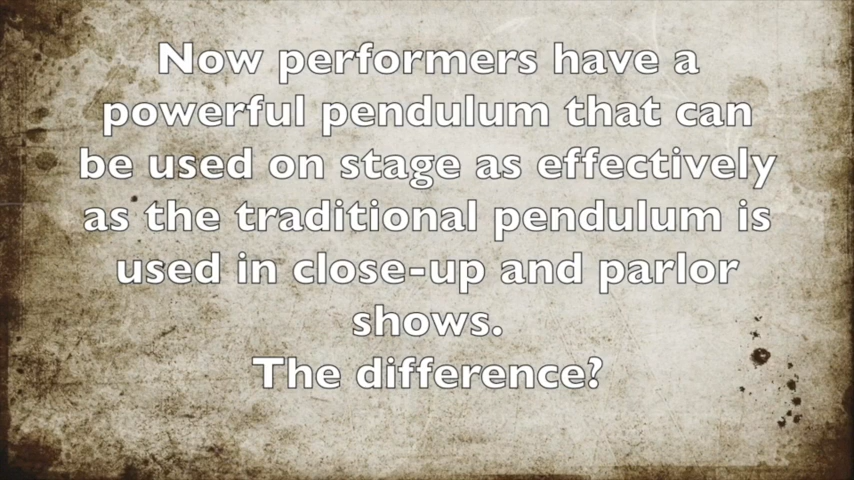 Now performers have a
powerful pendulum that can
be used on stage as effectively
as the traditional pendulum is
used in close-up and parlor
shows.
The difference?